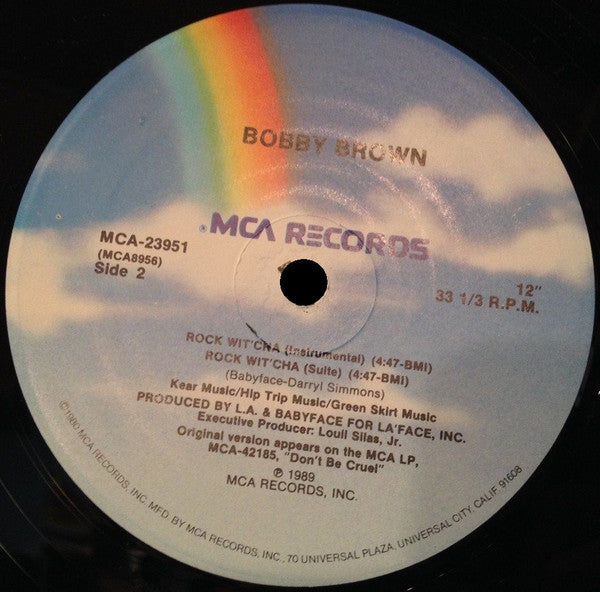 BOBBY BROWN
®MCA RECORDS
MCA-23951
(MCA8956)
Side 2
12"
33 1/3 R.P.M.
ROCK WIT'CHA (Instrumental) (4:47-BMI)
ROCK WIT'CHA (Suite) (4:47-BMI)
(Babyface-Darryl Simmons)
Kear Music/Hip Trip Music/Green Skirt Music
PRODUCED BY L.A. & BABYFACE FOR LA'FACE, INC.
Executive Producer: Louil Silas, Jr.
Original version appears on the MCA LP,
MCA-42185, "Don't Be Cruel"
℗ 1989
MCA RECORDS, INC.
©1980 MCA RECORDS, INC. MFD. BY MCA RECORDS, INC., 70 UNIVERSAL PLAZA, UNIVERSAL CITY, CALIF. 91608